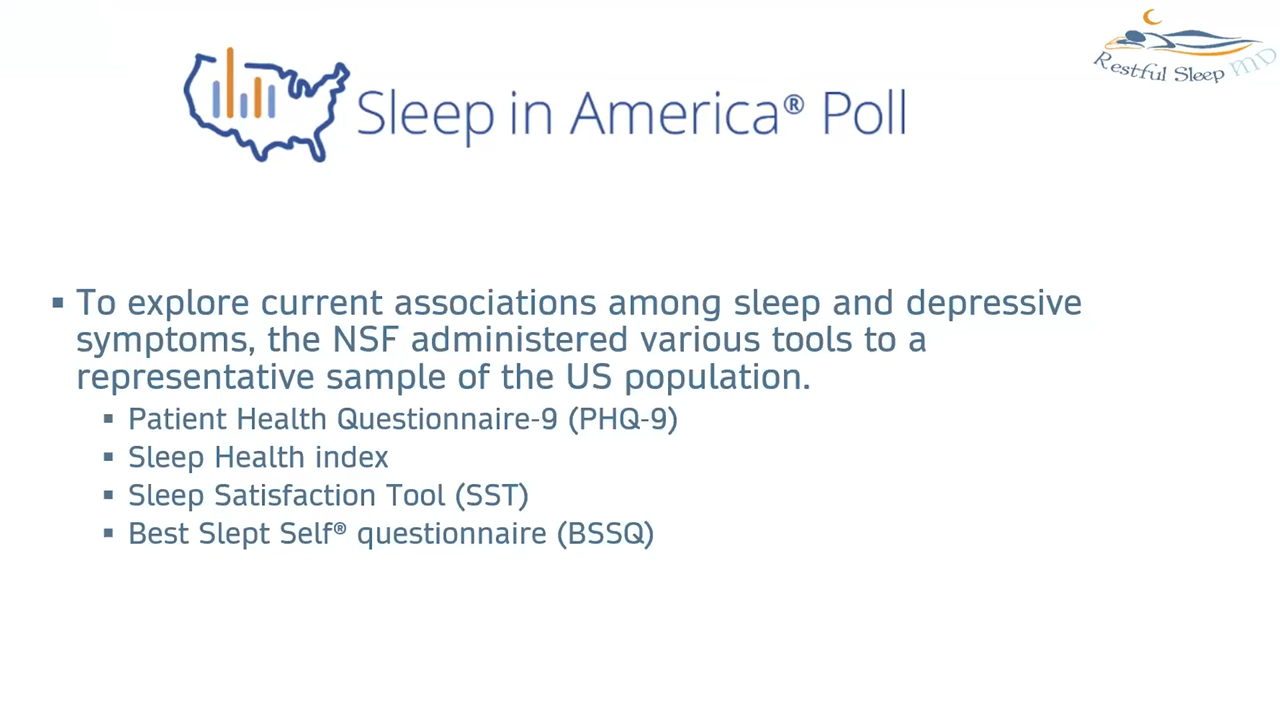 Restful Sleep MD
Sleep in America® Poll
▪ To explore current associations among sleep and depressive
symptoms, the NSF administered various tools to a
representative sample of the US population.
▪ Patient Health Questionnaire-9 (PHQ-9)
▪ Sleep Health index
▪ Sleep Satisfaction Tool (SST)
▪ Best Slept Self® questionnaire (BSSQ)